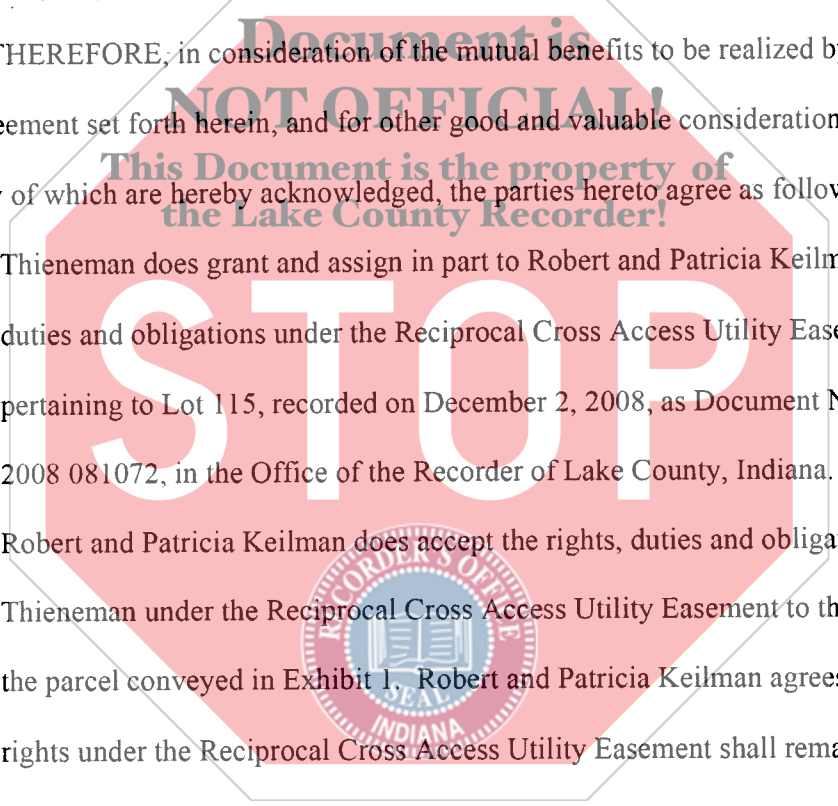 Document is
THEREFORE, in consideration of the mutual benefits to be realized b
NOT OFFICIAL!
eement set forth herein, and for other good and valuable consideration
This Document is the property of
of which are hereby acknowledged, the parties hereto agree as follow
the Lake County Recorder!
Thieneman does grant and assign in part to Robert and Patricia Keilm
duties and obligations under the Reciprocal Cross Access Utility Ease
STOP
pertaining to Lot 115, recorded on December 2, 2008, as Document N
2008 081072, in the Office of the Recorder of Lake County, Indiana.
Robert and Patricia Keilman does accept the rights, duties and obliga
RECORDER'S OFFICE
Thieneman under the Reciprocal Cross Access Utility Easement to th
the parcel conveyed in Exhibit 1. Robert and Patricia Keilman agrees
SEAL
INDIANA
rights under the Reciprocal Cross Access Utility Easement shall rema